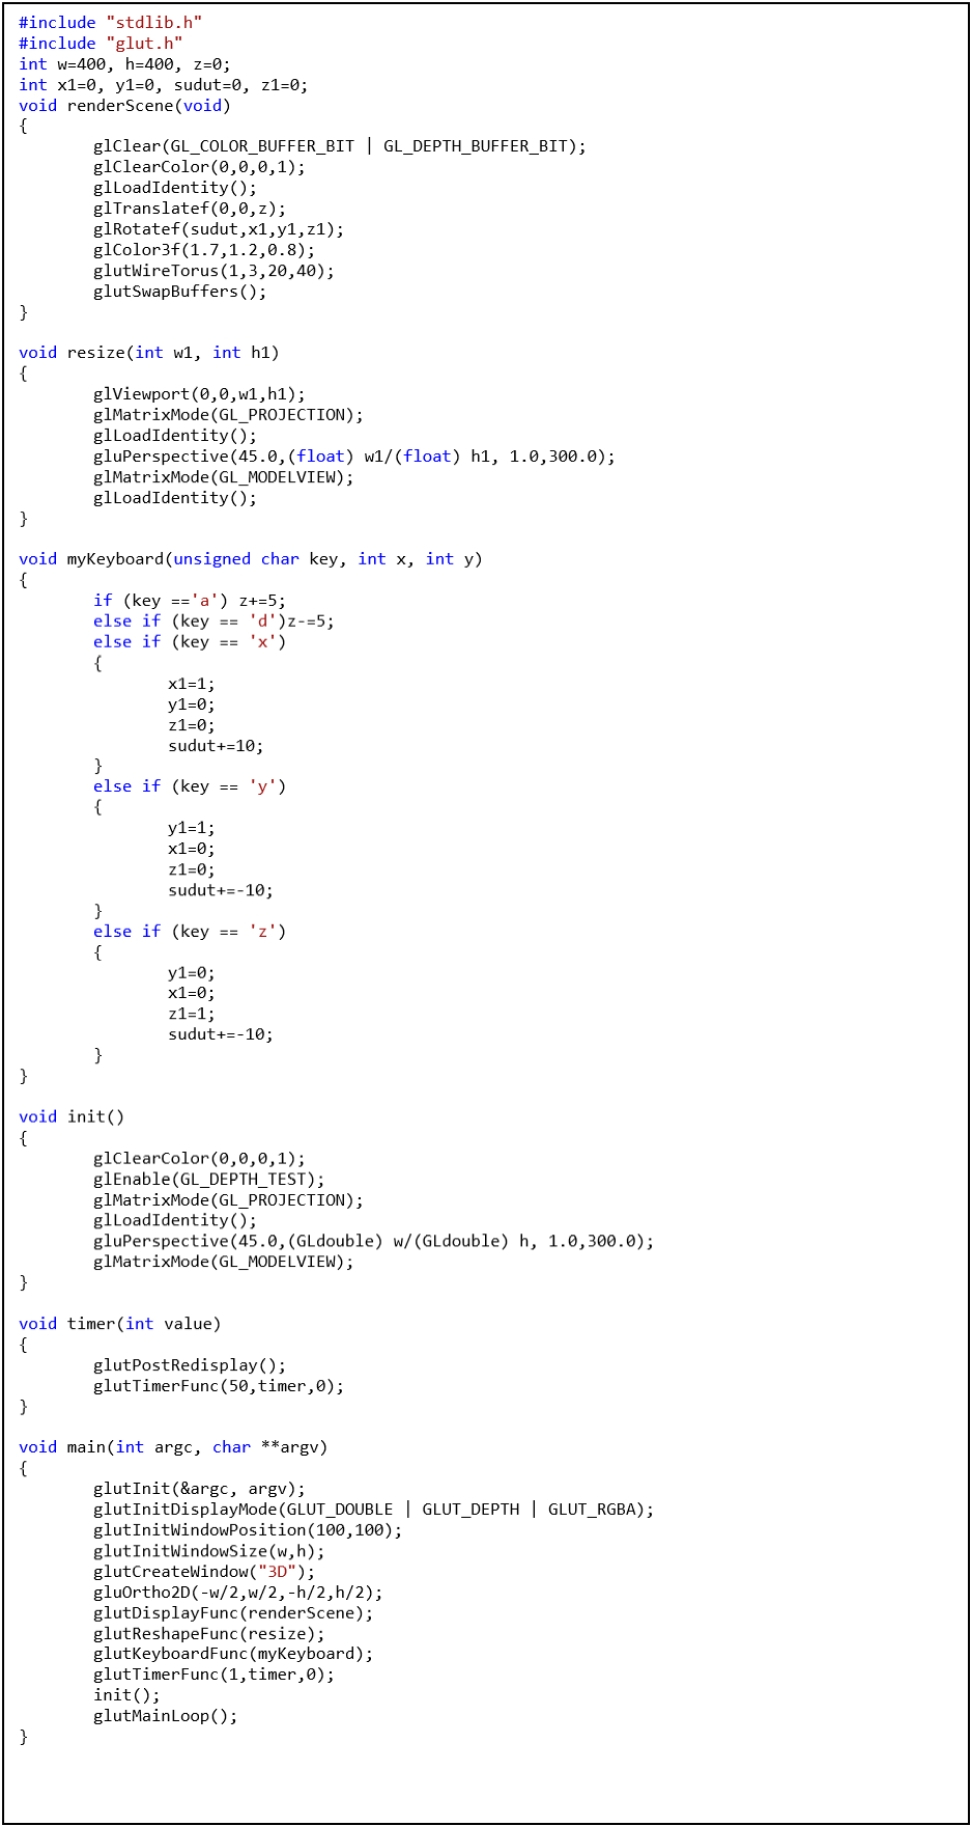 #include "stdlib.h"
#include "glut.h"
int w=400, h=400, z=0;
int x1=0, y1=0, sudut=0, z1=0;
void renderScene(void)
{
glClear(GL_COLOR_BUFFER_BIT | GL_DEPTH_BUFFER_BIT);
glClearColor(0,0,0,1);
glLoadIdentity();
glTranslatef(0,0,z);
glRotatef(sudut,x1,y1,z1);
glColor3f(1.7,1.2,0.8);
glutWireTorus(1,3,20,40);
glutSwapBuffers();
}
void resize(int w1, int h1)
{
glViewport(0,0,w1,h1);
glMatrixMode(GL_PROJECTION);
glLoadIdentity();
gluPerspective(45.0,(float) w1/(float) h1, 1.0,300.0);
glMatrixMode(GL_MODELVIEW);
glLoadIdentity();
}
void myKeyboard(unsigned char key, int x, int y)
{
if (key =='a') z+=5;
else if (key == 'd')z-=5;
else if (key == 'x')
{
x1=1;
y1=0;
z1=0;
sudut+=10;
}
else if (key == 'y')
{
y1=1;
x1=0;
z1=0;
sudut+=-10;
}
else if (key == 'z')
{
y1=0;
x1=0;
z1=1;
sudut+=-10;
}
}
void init()
{
glClearColor(0,0,0,1);
glEnable(GL_DEPTH_TEST);
glMatrixMode(GL_PROJECTION);
glLoadIdentity();
gluPerspective(45.0,(GLdouble) w/(GLdouble) h, 1.0,300.0);
glMatrixMode(GL_MODELVIEW);
}
void timer(int value)
{
glutPostRedisplay();
glutTimerFunc(50,timer,0);
}
void main(int argc, char **argv)
{
glutInit(&argc, argv);
glutInitDisplayMode(GLUT_DOUBLE | GLUT_DEPTH | GLUT_RGBA);
glutInitWindowPosition(100,100);
glutInitWindowSize(w,h);
glutCreateWindow("3D");
gluOrtho2D(-w/2,w/2,-h/2,h/2);
glutDisplayFunc(renderScene);
glutReshapeFunc(resize);
glutKeyboardFunc(myKeyboard);
glutTimerFunc(1,timer,0);
init();
glutMainLoop();
}